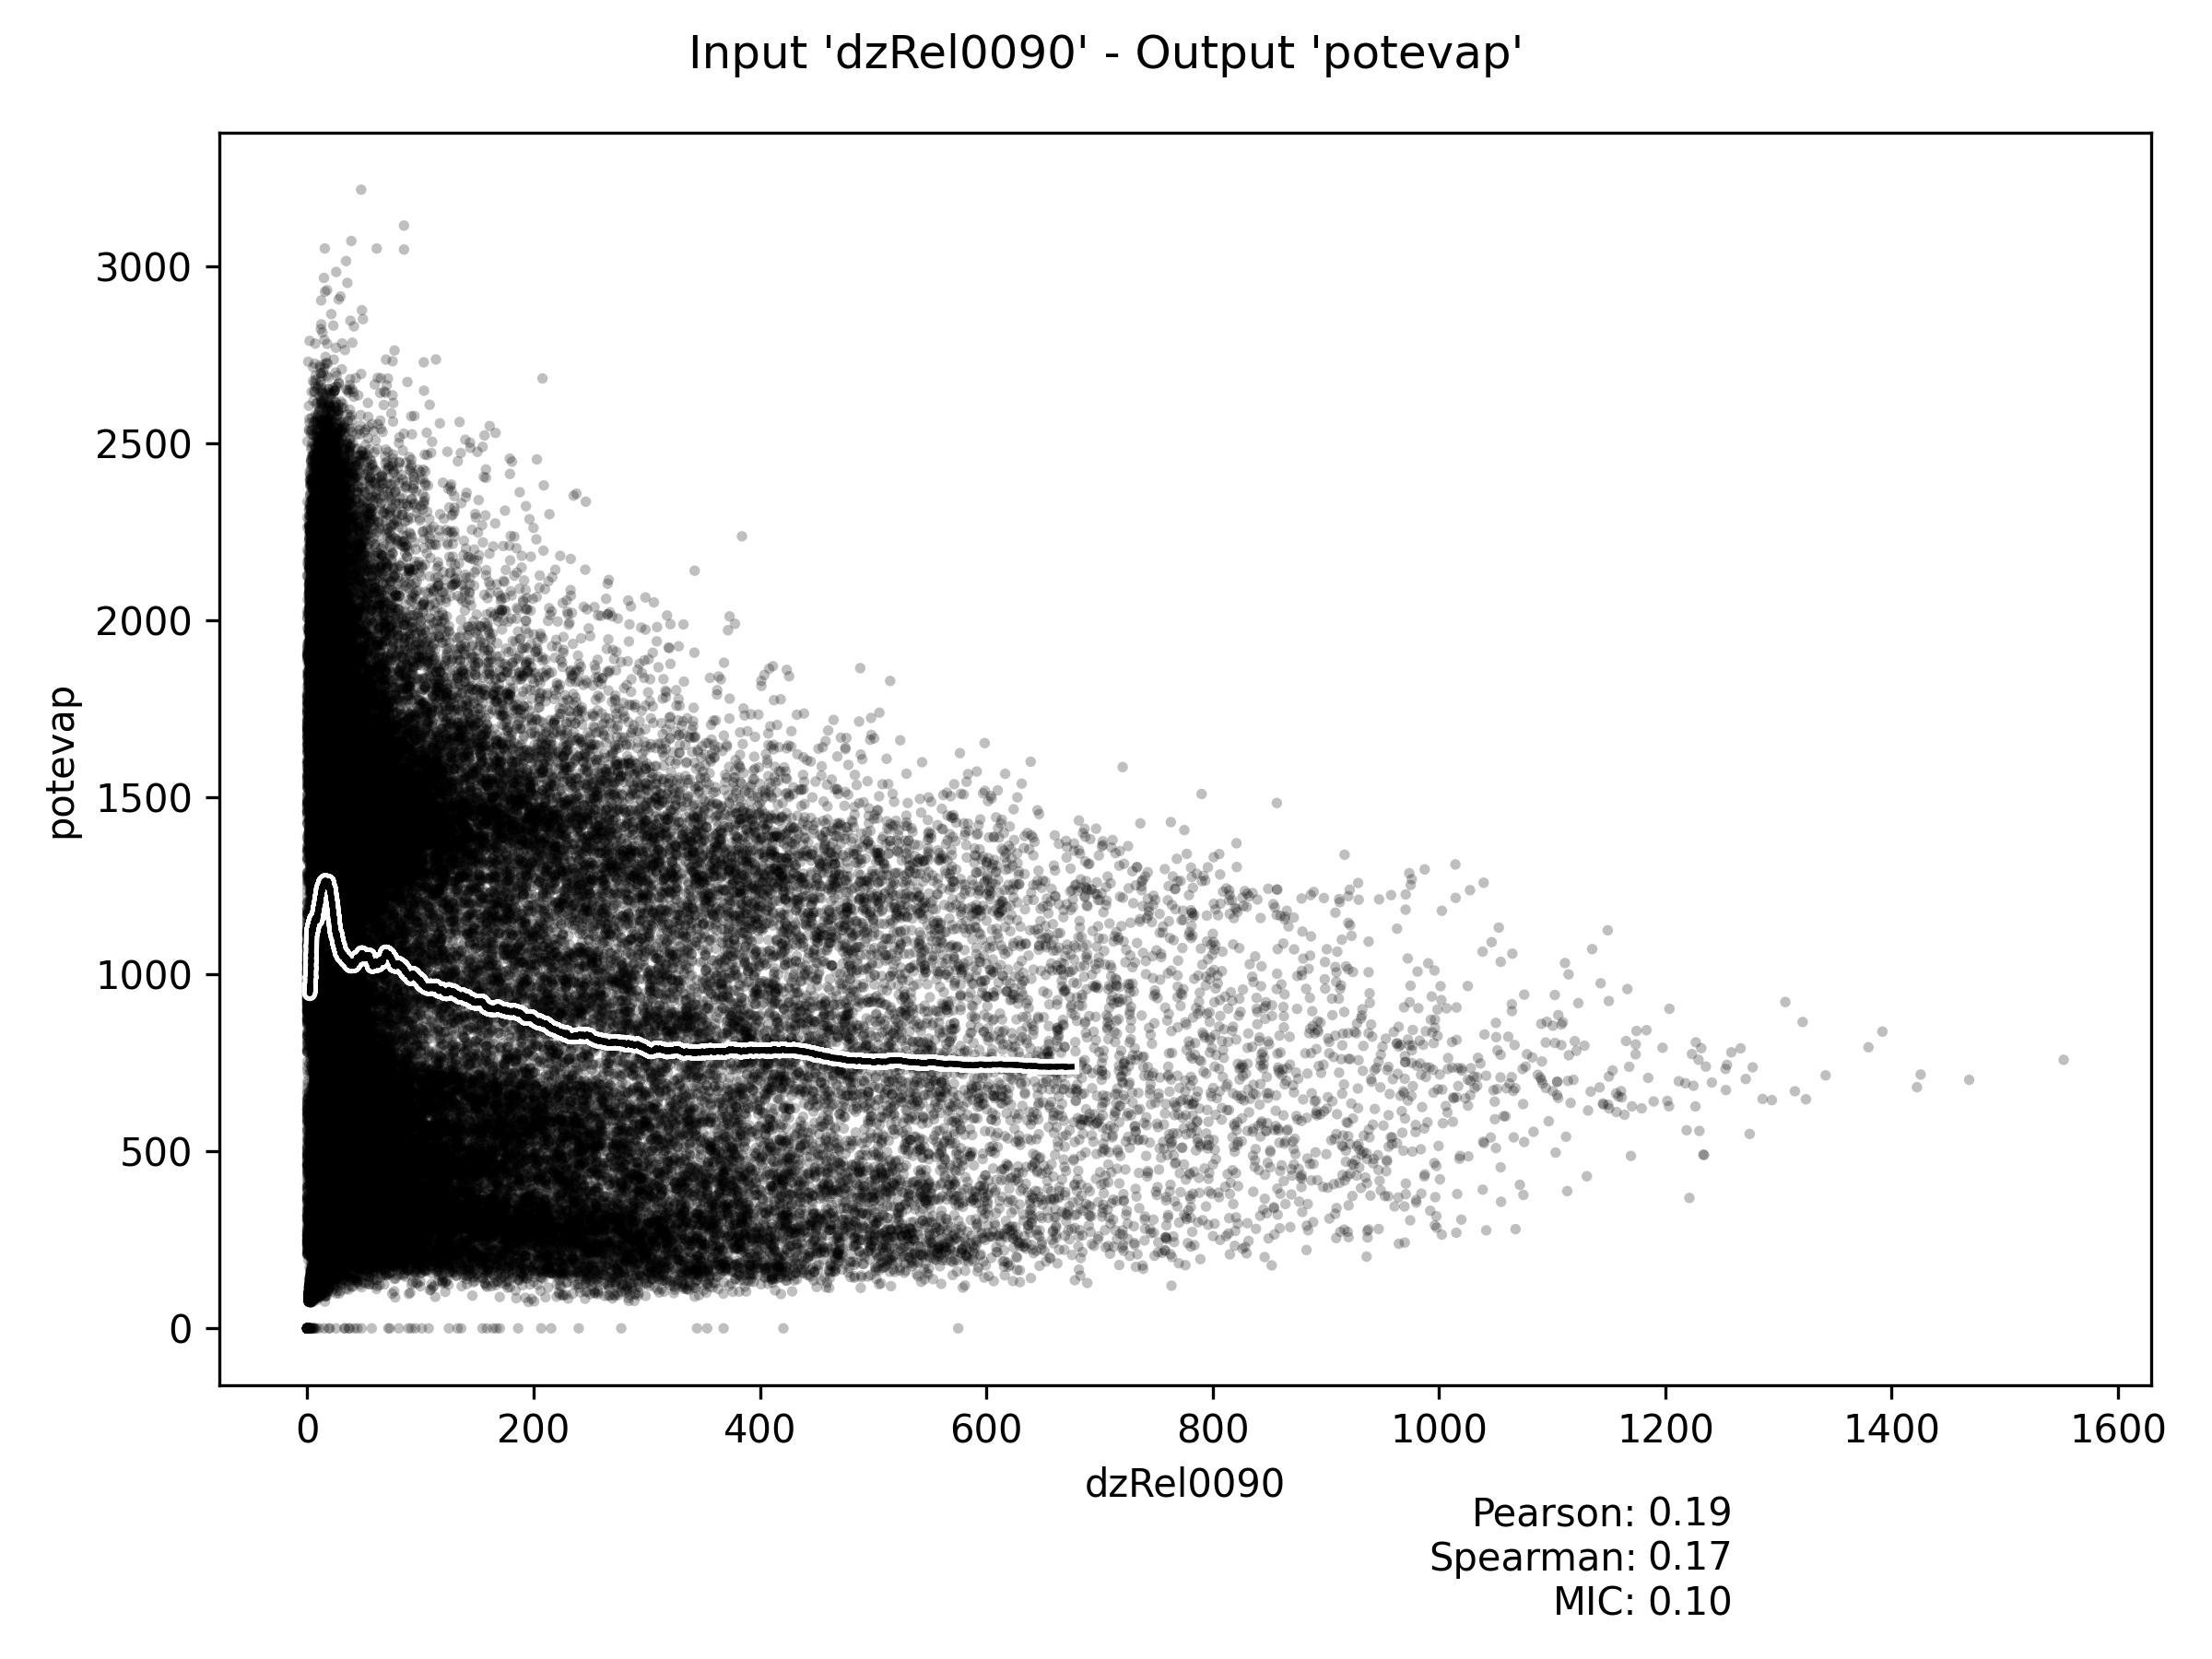 Input 'dzRel0090' - Output 'potevap'
3000
2500
2000
1500
1000
500
0
potevap
0 200 400 600 800 1000 1200 1400 1600
dzRel0090
Pearson: 0.19
Spearman: 0.17
MIC: 0.10